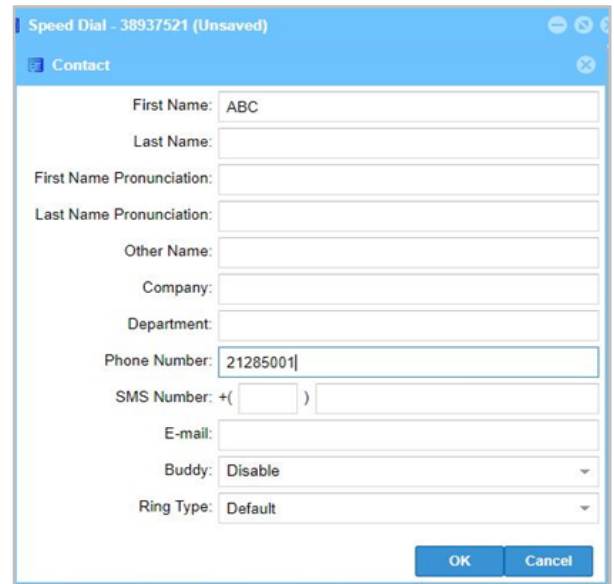 Speed Dial - 38937521 (Unsaved)
Contact
First Name: ABC
Last Name:
First Name Pronunciation:
Last Name Pronunciation:
Other Name:
Company:
Department:
Phone Number: 21285001
SMS Number: +( )
E-mail:
Buddy: Disable
Ring Type: Default
OK Cancel